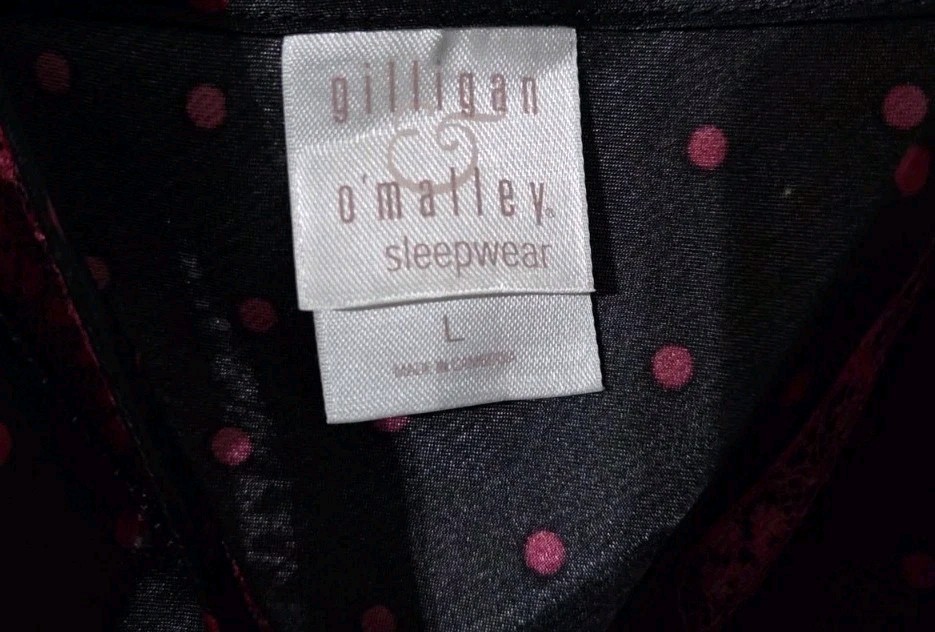 gilligan
&
o'malley®
sleepwear
L
MADE IN CAMBODIA